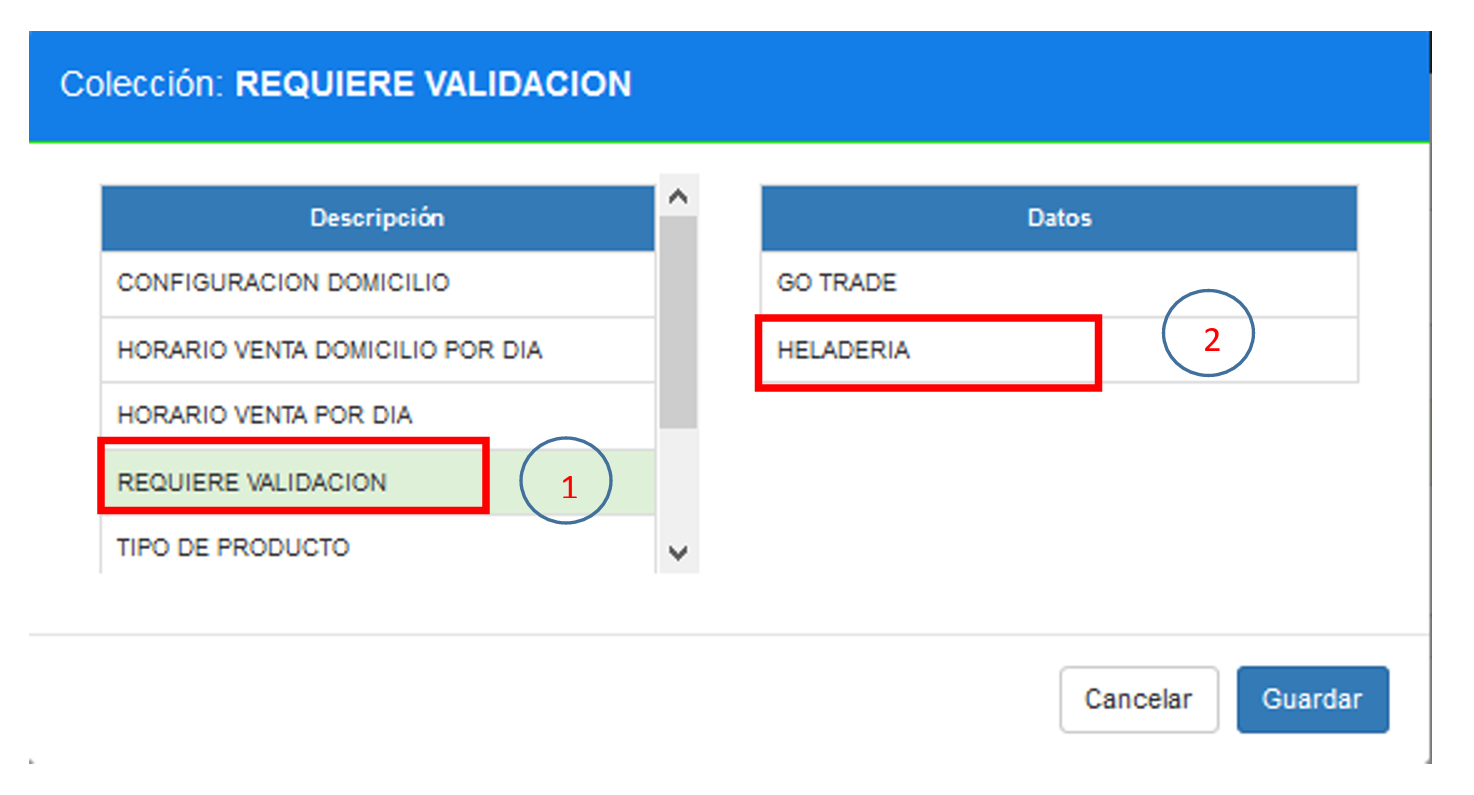 Colección: REQUIERE VALIDACION
Descripción
CONFIGURACION DOMICILIO
HORARIO VENTA DOMICILIO POR DIA
HORARIO VENTA POR DIA
REQUIERE VALIDACION
1
TIPO DE PRODUCTO
Datos
GO TRADE
HELADERIA
2
Cancelar
Guardar